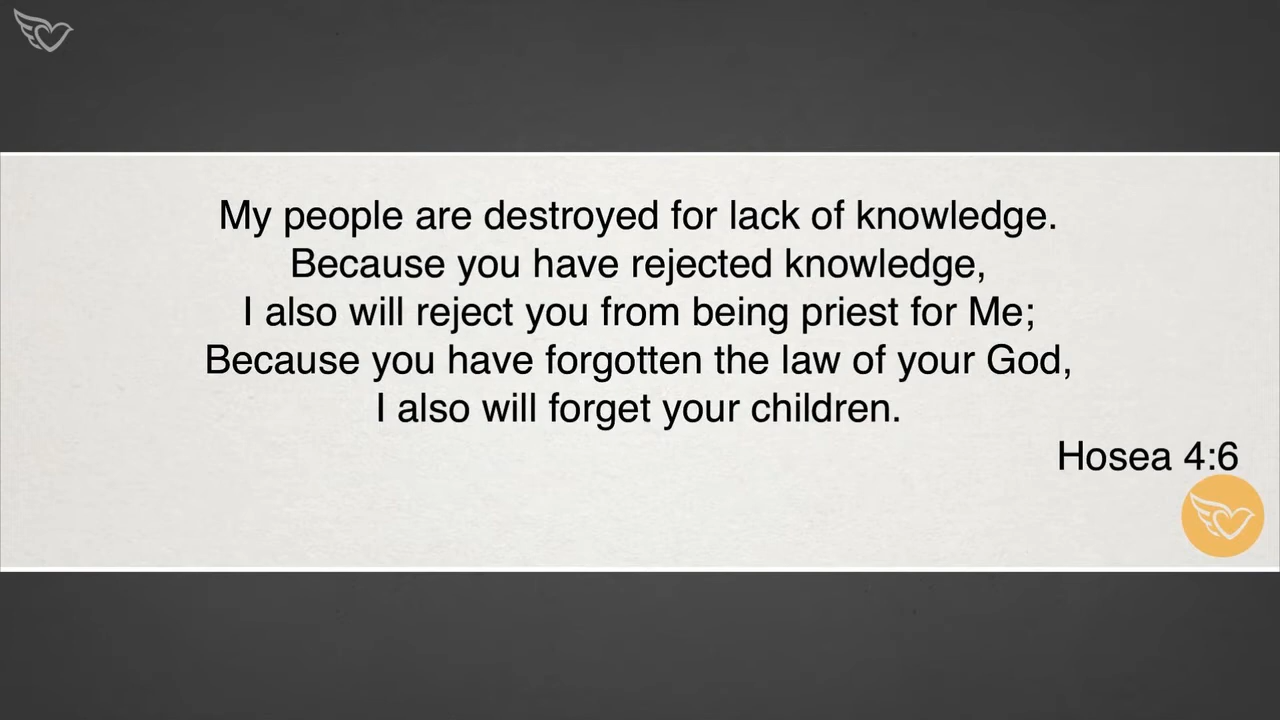 My people are destroyed for lack of knowledge.
Because you have rejected knowledge,
I also will reject you from being priest for Me;
Because you have forgotten the law of your God,
I also will forget your children.
Hosea 4:6